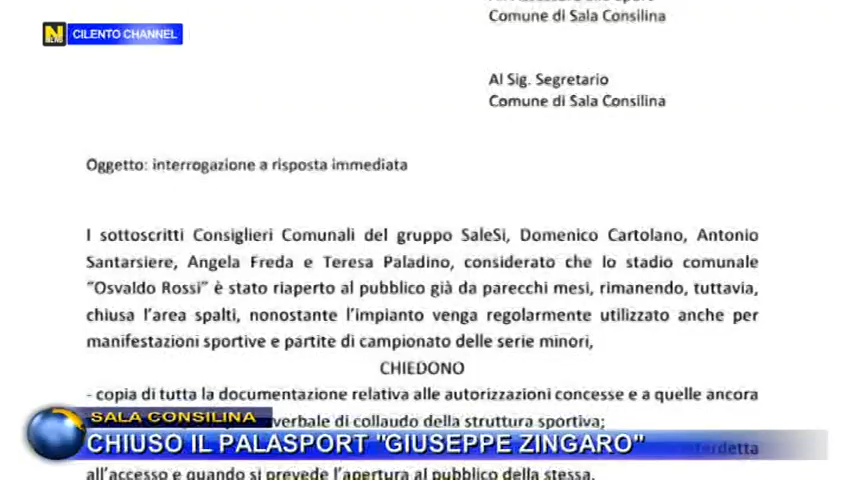 CILENTO CHANNEL
Comune di Sala Consilina
Al Sig. Segretario
Comune di Sala Consilina
Oggetto: interrogazione a risposta immediata
I sottoscritti Consiglieri Comunali del gruppo SaleSi, Domenico Cartolano, Antonio
Santarsiere, Angela Freda e Teresa Paladino, considerato che lo stadio comunale
"Osvaldo Rossi" è stato riaperto al pubblico già da parecchi mesi, rimanendo, tuttavia,
chiusa l'area spalti, nonostante l'impianto venga regolarmente utilizzato anche per
manifestazioni sportive e partite di campionato delle serie minori,
CHIEDONO
- copia di tutta la documentazione relativa alle autorizzazioni concesse e a quelle ancora
verbale di collaudo della struttura sportiva;
interdetta
all'accesso e quando si prevede l'apertura al pubblico della stessa.
SALA CONSILINA
CHIUSO IL PALASPORT "GIUSEPPE ZINGARO"